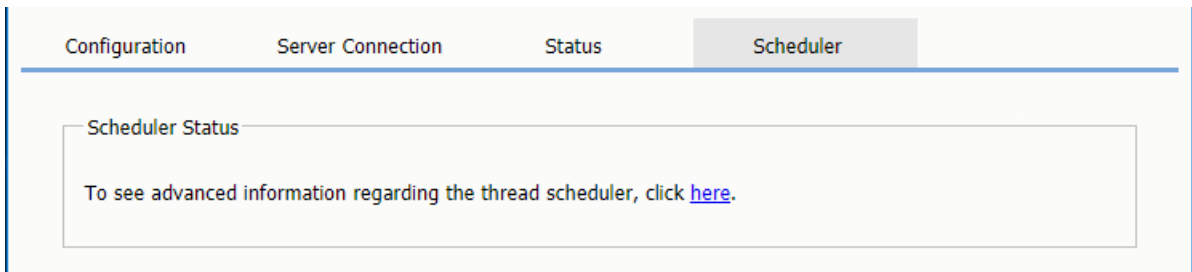 Configuration Server Connection Status Scheduler
Scheduler Status
To see advanced information regarding the thread scheduler, click here.